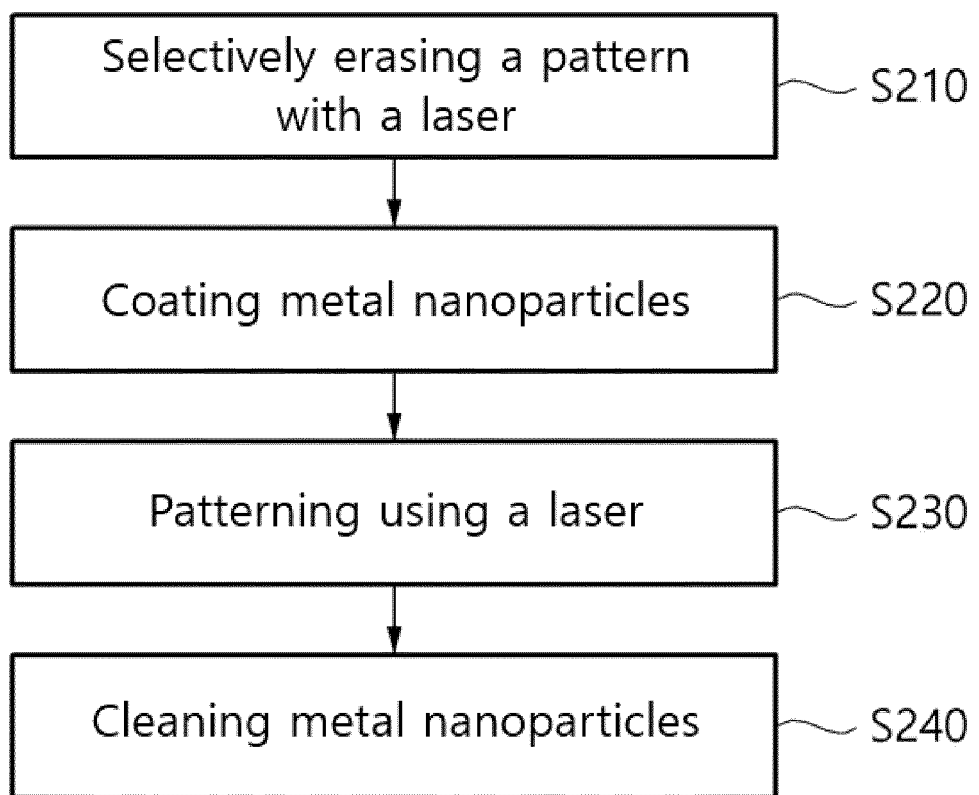 Selectively erasing a pattern
with a laser
S210
Coating metal nanoparticles
S220
Patterning using a laser
S230
Cleaning metal nanoparticles
S240